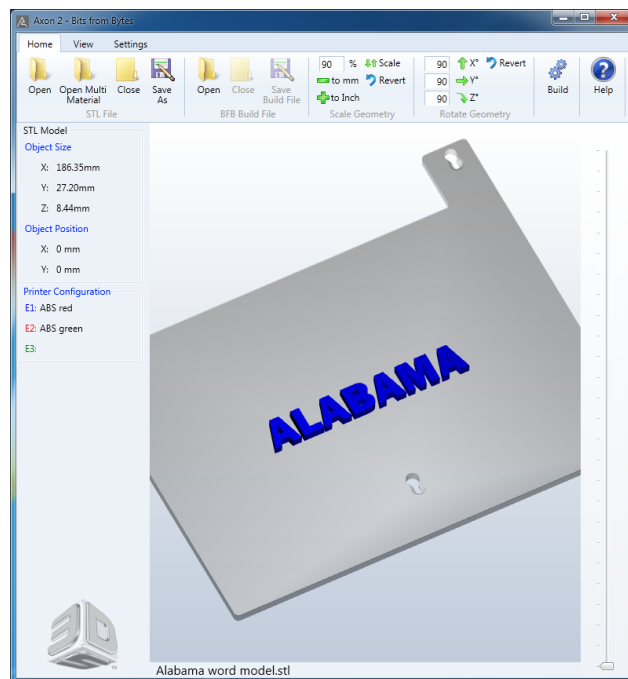 Axon 2 - Bits from Bytes
Home View Settings
90 % Scale 90 X° Revert
Open Open Multi Material Close Save As Open Close Save Build File to mm Revert 90 Y° Build Help
to Inch 90 Z°
STL File BFB Build File Scale Geometry Rotate Geometry
STL Model
Object Size
X: 186.35mm
Y: 27.20mm
Z: 8.44mm
Object Position
X: 0 mm
Y: 0 mm
Printer Configuration
E1: ABS red
E2: ABS green
E3:
ALABAMA
3DS
Alabama word model.stl